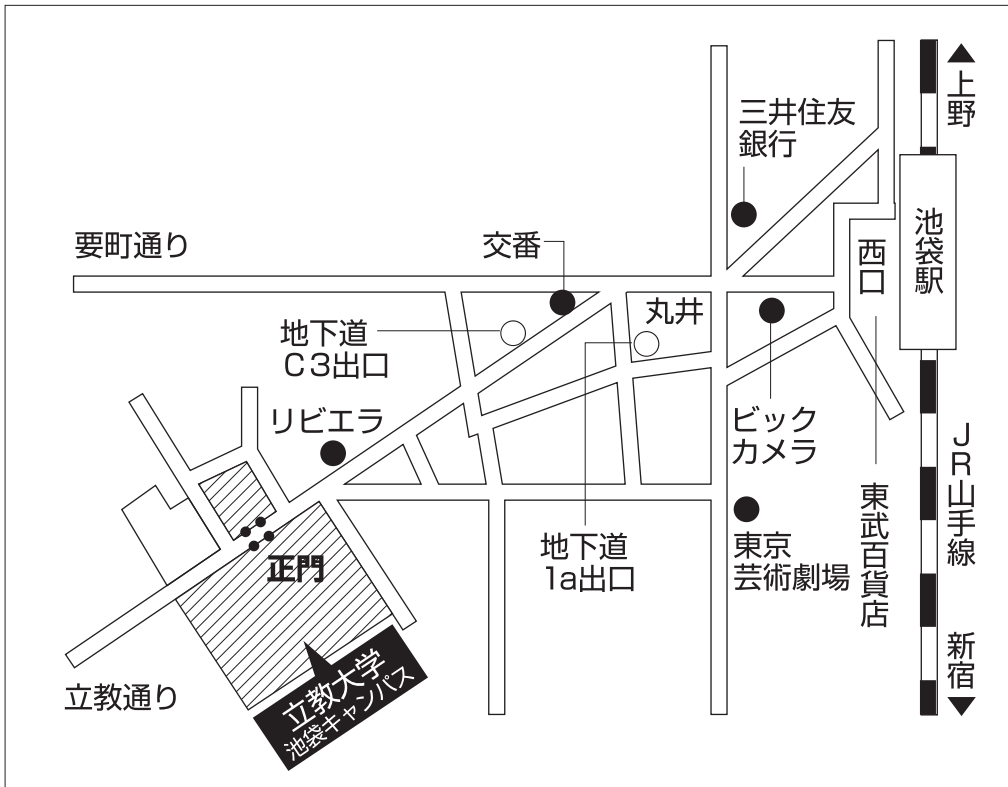 ▲上野
三井住友
銀行
池袋駅
西口
要町通り
交番
丸井
地下道
C3出口
リビエラ
ビック
カメラ
JR山手線
東武百貨店
地下道
1a出口
東京
芸術劇場
正門
新宿▼
立教通り
立教大学
池袋キャンパス